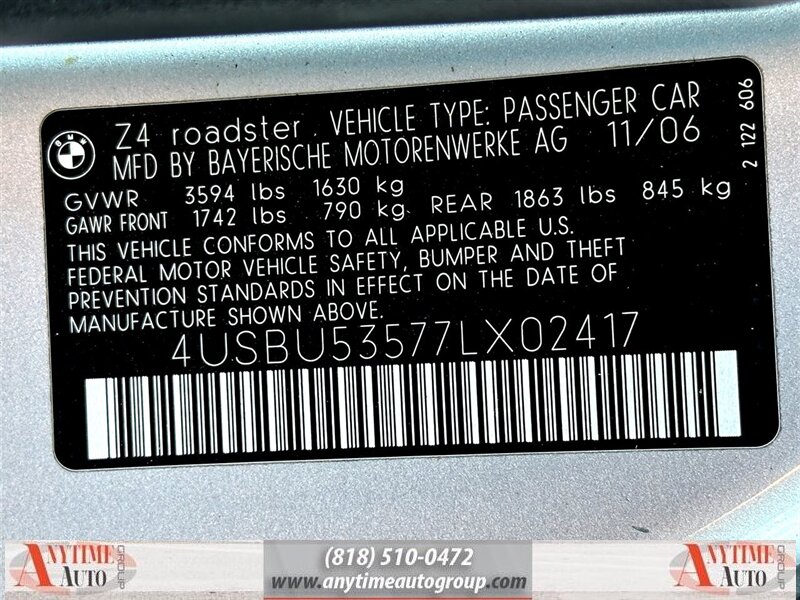 BMW
Z4 roadster VEHICLE TYPE: PASSENGER CAR
MFD BY BAYERISCHE MOTORENWERKE AG 11/06
GVWR 3594 lbs 1630 kg
GAWR FRONT 1742 lbs 790 kg REAR 1863 lbs 845 kg
THIS VEHICLE CONFORMS TO ALL APPLICABLE U.S.
FEDERAL MOTOR VEHICLE SAFETY, BUMPER AND THEFT
PREVENTION STANDARDS IN EFFECT ON THE DATE OF
MANUFACTURE SHOWN ABOVE.
4USBU53577LX02417
2 122 606
ANYTIME AUTO GROUP
(818) 510-0472
www.anytimeautogroup.com
ANYTIME AUTO GROUP